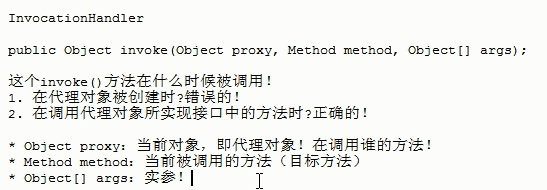 InvocationHandler
public Object invoke(Object proxy, Method method, Object[] args);
这个invoke()方法在什么时候被调用！
1. 在代理对象被创建时?错误的！
2. 在调用代理对象所实现接口中的方法时?正确的！
* Object proxy：当前对象，即代理对象！在调用谁的方法！
* Method method：当前被调用的方法（目标方法）
* Object[] args：实参！